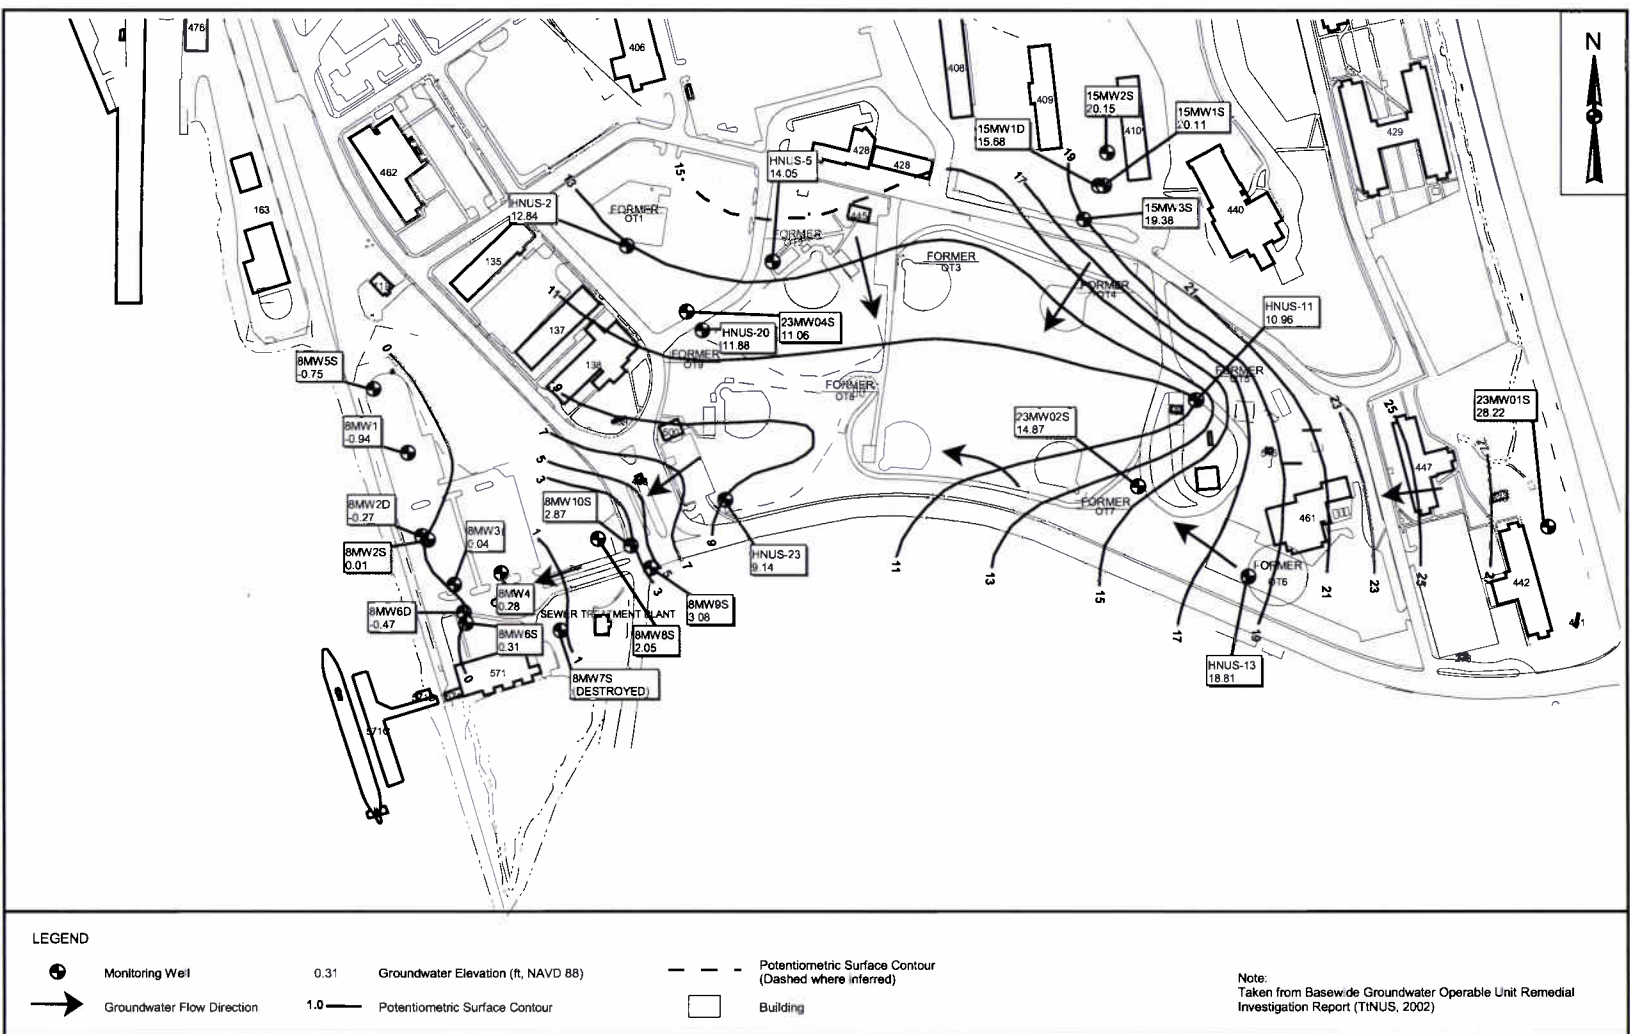 476
406
408
409
410
429
N
15MW2S
20.15
15MW1S
15MW1D
15.68
428
428
HNUS-5
14.05
15
13
19
17
462
163
HNUS-2
12.84
FORMER
OT1
445
15MW3S
19.38
440
FORMER
135
FORMER
OT3
FORMER
OT4
21
11
137
138
HNUS-20
11.88
23MW04S
11.06
HNUS-11
10.96
FORMER
OT9
0
8MW5S
-0.75
FORMER
FORMER
9
23
25
23MW01S
28.22
8MW1
-0.94
7
23MW02S
14.87
447
5
3
8MW10S
2.87
8MW2D
-0.27
8MW3
0.04
1
FORMER
OT7
461
8MW2S
0.01
9
HNUS-23
9.14
7
5
3
11
13
15
FORMER
OT6
21
23
25
442
8MW4
0.28
8MW9S
3.08
8MW6D
-0.47
SEWER TREATMENT PLANT
8MW6S
0.31
8MW8S
2.05
17
19
571
0
1
8MW7S
(DESTROYED)
HNUS-13
18.81
LEGEND
Monitoring Well
0.31
Groundwater Elevation (ft, NAVD 88)
Potentiometric Surface Contour
(Dashed where inferred)
Groundwater Flow Direction
1.0
Potentiometric Surface Contour
Building
Note:
Taken from Basewide Groundwater Operable Unit Remedial
Investigation Report (TtNUS, 2002)